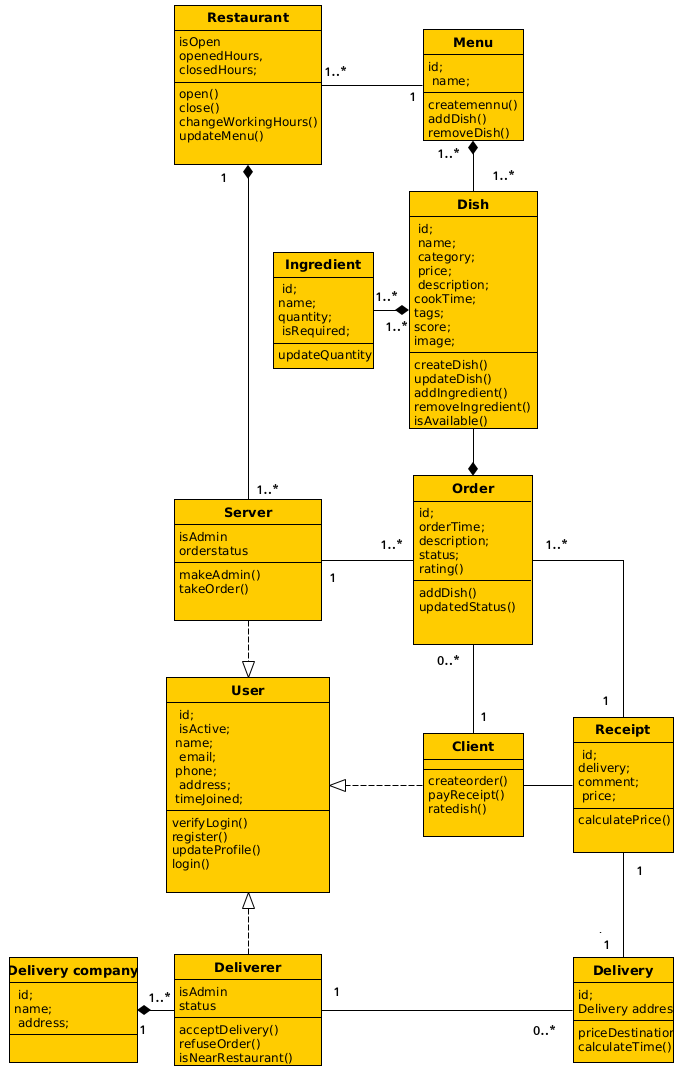 Restaurant
isOpen
openedHours,
closedHours;
open()
close()
changeWorkingHours()
updateMenu()
1..*
1
Menu
id;
name;
createmennu()
addDish()
removeDish()
1..*
1..*
1
Dish
id;
name;
category;
price;
description;
cookTime;
tags;
score;
image;
createDish()
updateDish()
addIngredient()
removeIngredient()
isAvailable()
Ingredient
id;
name;
quantity;
isRequired;
updateQuantity
1..*
1..*
1..*
Server
isAdmin
orderstatus
makeAdmin()
takeOrder()
1..*
1
Order
id;
orderTime;
description;
status;
rating()
addDish()
updatedStatus()
1..*
0..*
1
1
User
id;
isActive;
name;
email;
phone;
address;
timeJoined;
verifyLogin()
register()
updateProfile()
login()
Client
createorder()
payReceipt()
ratedish()
Receipt
id;
delivery;
comment;
price;
calculatePrice()
1
1
Delivery company
id;
name;
address;
1..*
1
Deliverer
isAdmin
status
acceptDelivery()
refuseOrder()
isNearRestaurant()
1
0..*
Delivery
id;
Delivery addres
priceDestination
calculateTime()